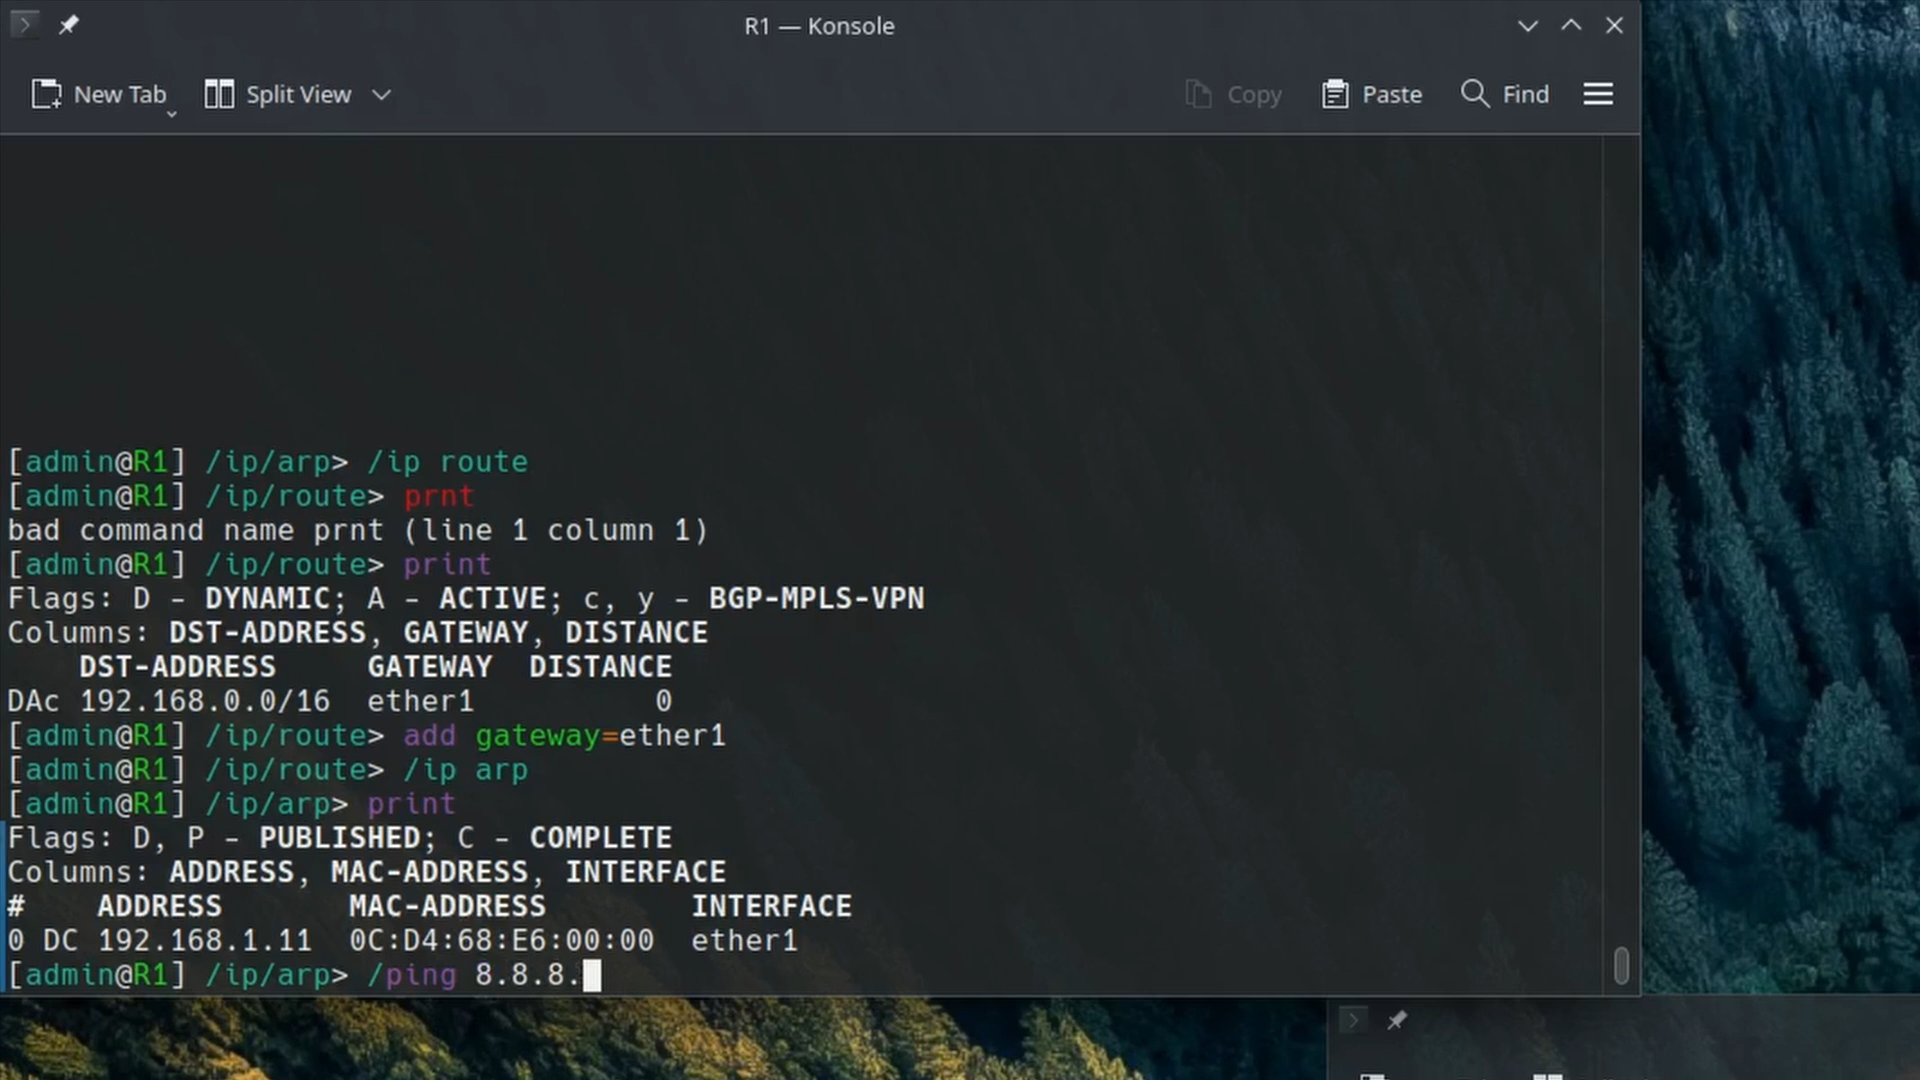 R1 — Konsole
New Tab
Split View
Copy
Paste
Find
[admin@R1] /ip/arp> /ip route
[admin@R1] /ip/route> prnt
bad command name prnt (line 1 column 1)
[admin@R1] /ip/route> print
Flags: D - DYNAMIC; A - ACTIVE; c, y - BGP-MPLS-VPN
Columns: DST-ADDRESS, GATEWAY, DISTANCE
    DST-ADDRESS     GATEWAY  DISTANCE
DAc 192.168.0.0/16  ether1          0
[admin@R1] /ip/route> add gateway=ether1
[admin@R1] /ip/route> /ip arp
[admin@R1] /ip/arp> print
Flags: D, P - PUBLISHED; C - COMPLETE
Columns: ADDRESS, MAC-ADDRESS, INTERFACE
#    ADDRESS       MAC-ADDRESS        INTERFACE
0 DC 192.168.1.11  0C:D4:68:E6:00:00  ether1
[admin@R1] /ip/arp> /ping 8.8.8.